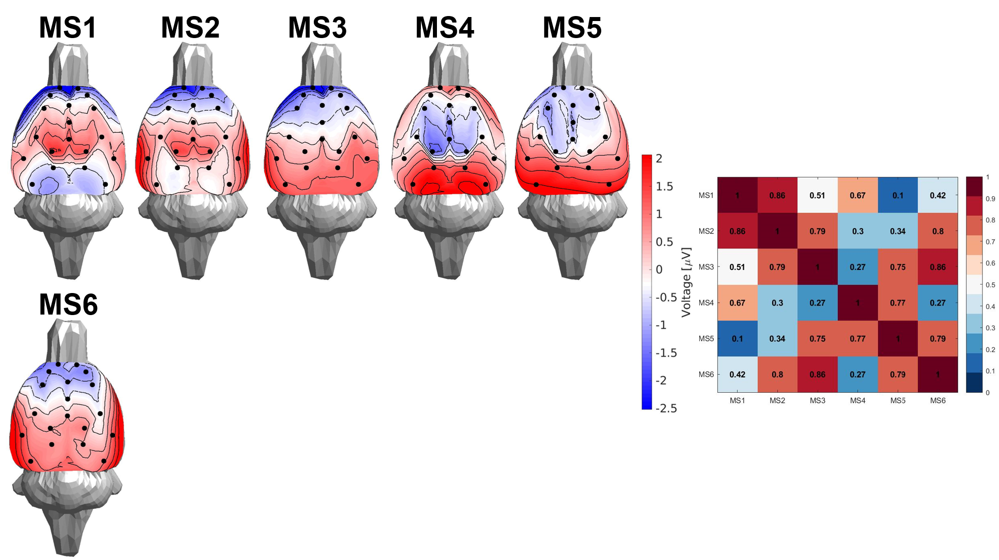 MS1 MS2 MS3 MS4 MS5
MS6
2
1.5
1
0.5
0
-0.5
-1
-1.5
-2
-2.5
Voltage [μV]
MS1 1 0.86 0.51 0.67 0.1 0.42
MS2 0.86 1 0.79 0.3 0.34 0.8
MS3 0.51 0.79 1 0.27 0.75 0.86
MS4 0.67 0.3 0.27 1 0.77 0.27
MS5 0.1 0.34 0.75 0.77 1 0.79
MS6 0.42 0.8 0.86 0.27 0.79 1
MS1 MS2 MS3 MS4 MS5 MS6
1
0.9
0.8
0.7
0.6
0.5
0.4
0.3
0.2
0.1
0